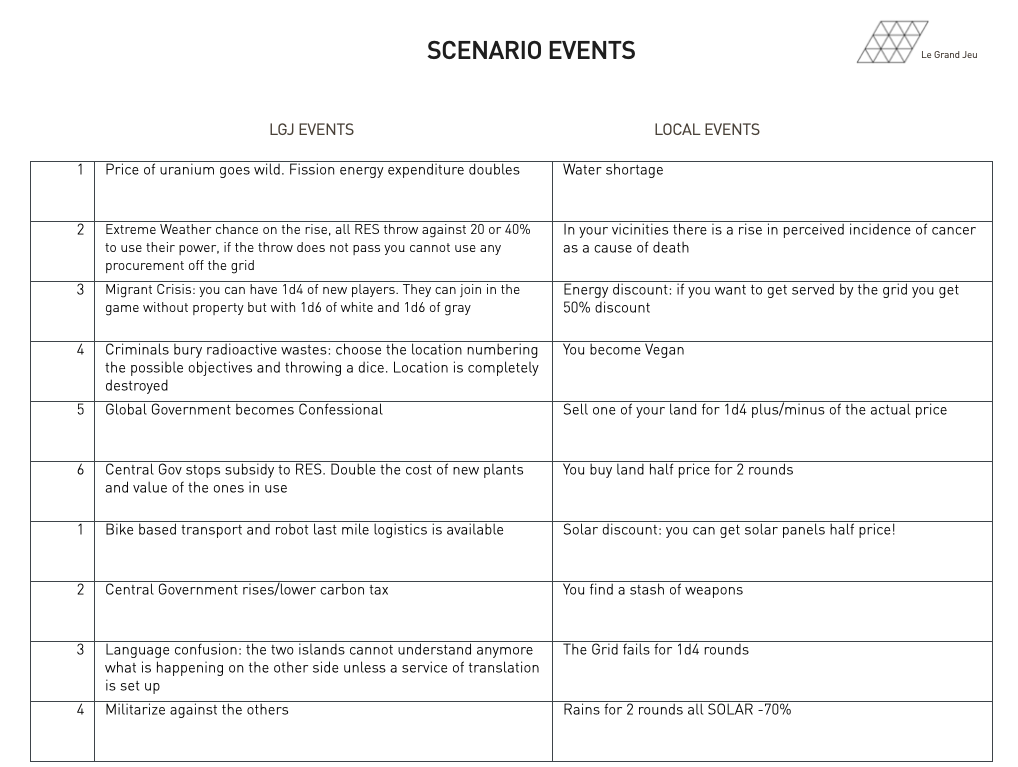 SCENARIO EVENTS
Le Grand Jeu
LGJ EVENTS
LOCAL EVENTS
1
Price of uranium goes wild. Fission energy expenditure doubles
Water shortage
2
Extreme Weather chance on the rise, all RES throw against 20 or 40%
to use their power, if the throw does not pass you cannot use any
procurement off the grid
In your vicinities there is a rise in perceived incidence of cancer
as a cause of death
3
Migrant Crisis: you can have 1d4 of new players. They can join in the
game without property but with 1d6 of white and 1d6 of gray
Energy discount: if you want to get served by the grid you get
50% discount
4
Criminals bury radioactive wastes: choose the location numbering
the possible objectives and throwing a dice. Location is completely
destroyed
You become Vegan
5
Global Government becomes Confessional
Sell one of your land for 1d4 plus/minus of the actual price
6
Central Gov stops subsidy to RES. Double the cost of new plants
and value of the ones in use
You buy land half price for 2 rounds
1
Bike based transport and robot last mile logistics is available
Solar discount: you can get solar panels half price!
2
Central Government rises/lower carbon tax
You find a stash of weapons
3
Language confusion: the two islands cannot understand anymore
what is happening on the other side unless a service of translation
is set up
The Grid fails for 1d4 rounds
4
Militarize against the others
Rains for 2 rounds all SOLAR -70%